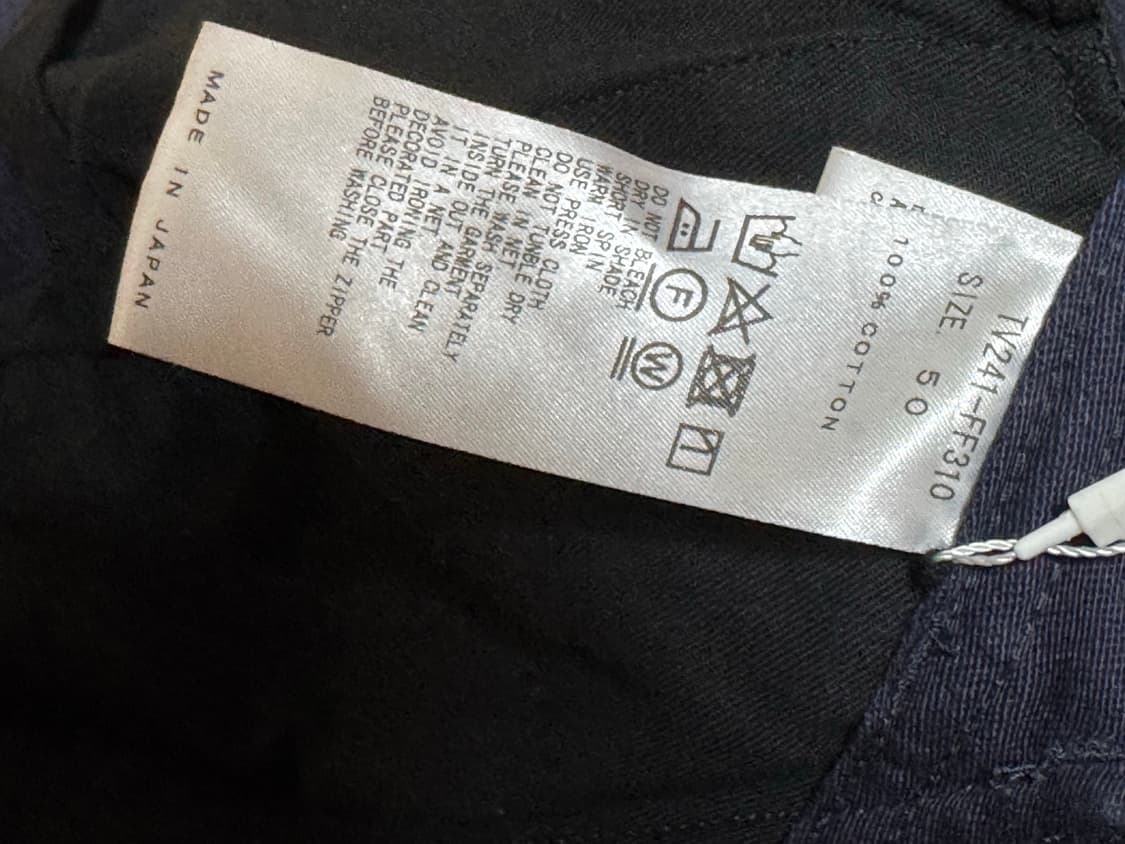 TV241-FF310
SIZE 50
100% COTTON
F W
DO NOT BLEACH
DRY IN SHADE
SHORT SPIN
WARM IRON
USE PRESS CLOTH
DO NOT TUMBLE DRY
CLEAN IN NET
PLEASE WASH SEPARATELY
TURN THE GARMENT
INSIDE OUT AND CLEAN
IT IN A NET
AVOID IRONING THE
DECORATED PART
PLEASE CLOSE THE ZIPPER
BEFORE WASHING
MADE IN JAPAN